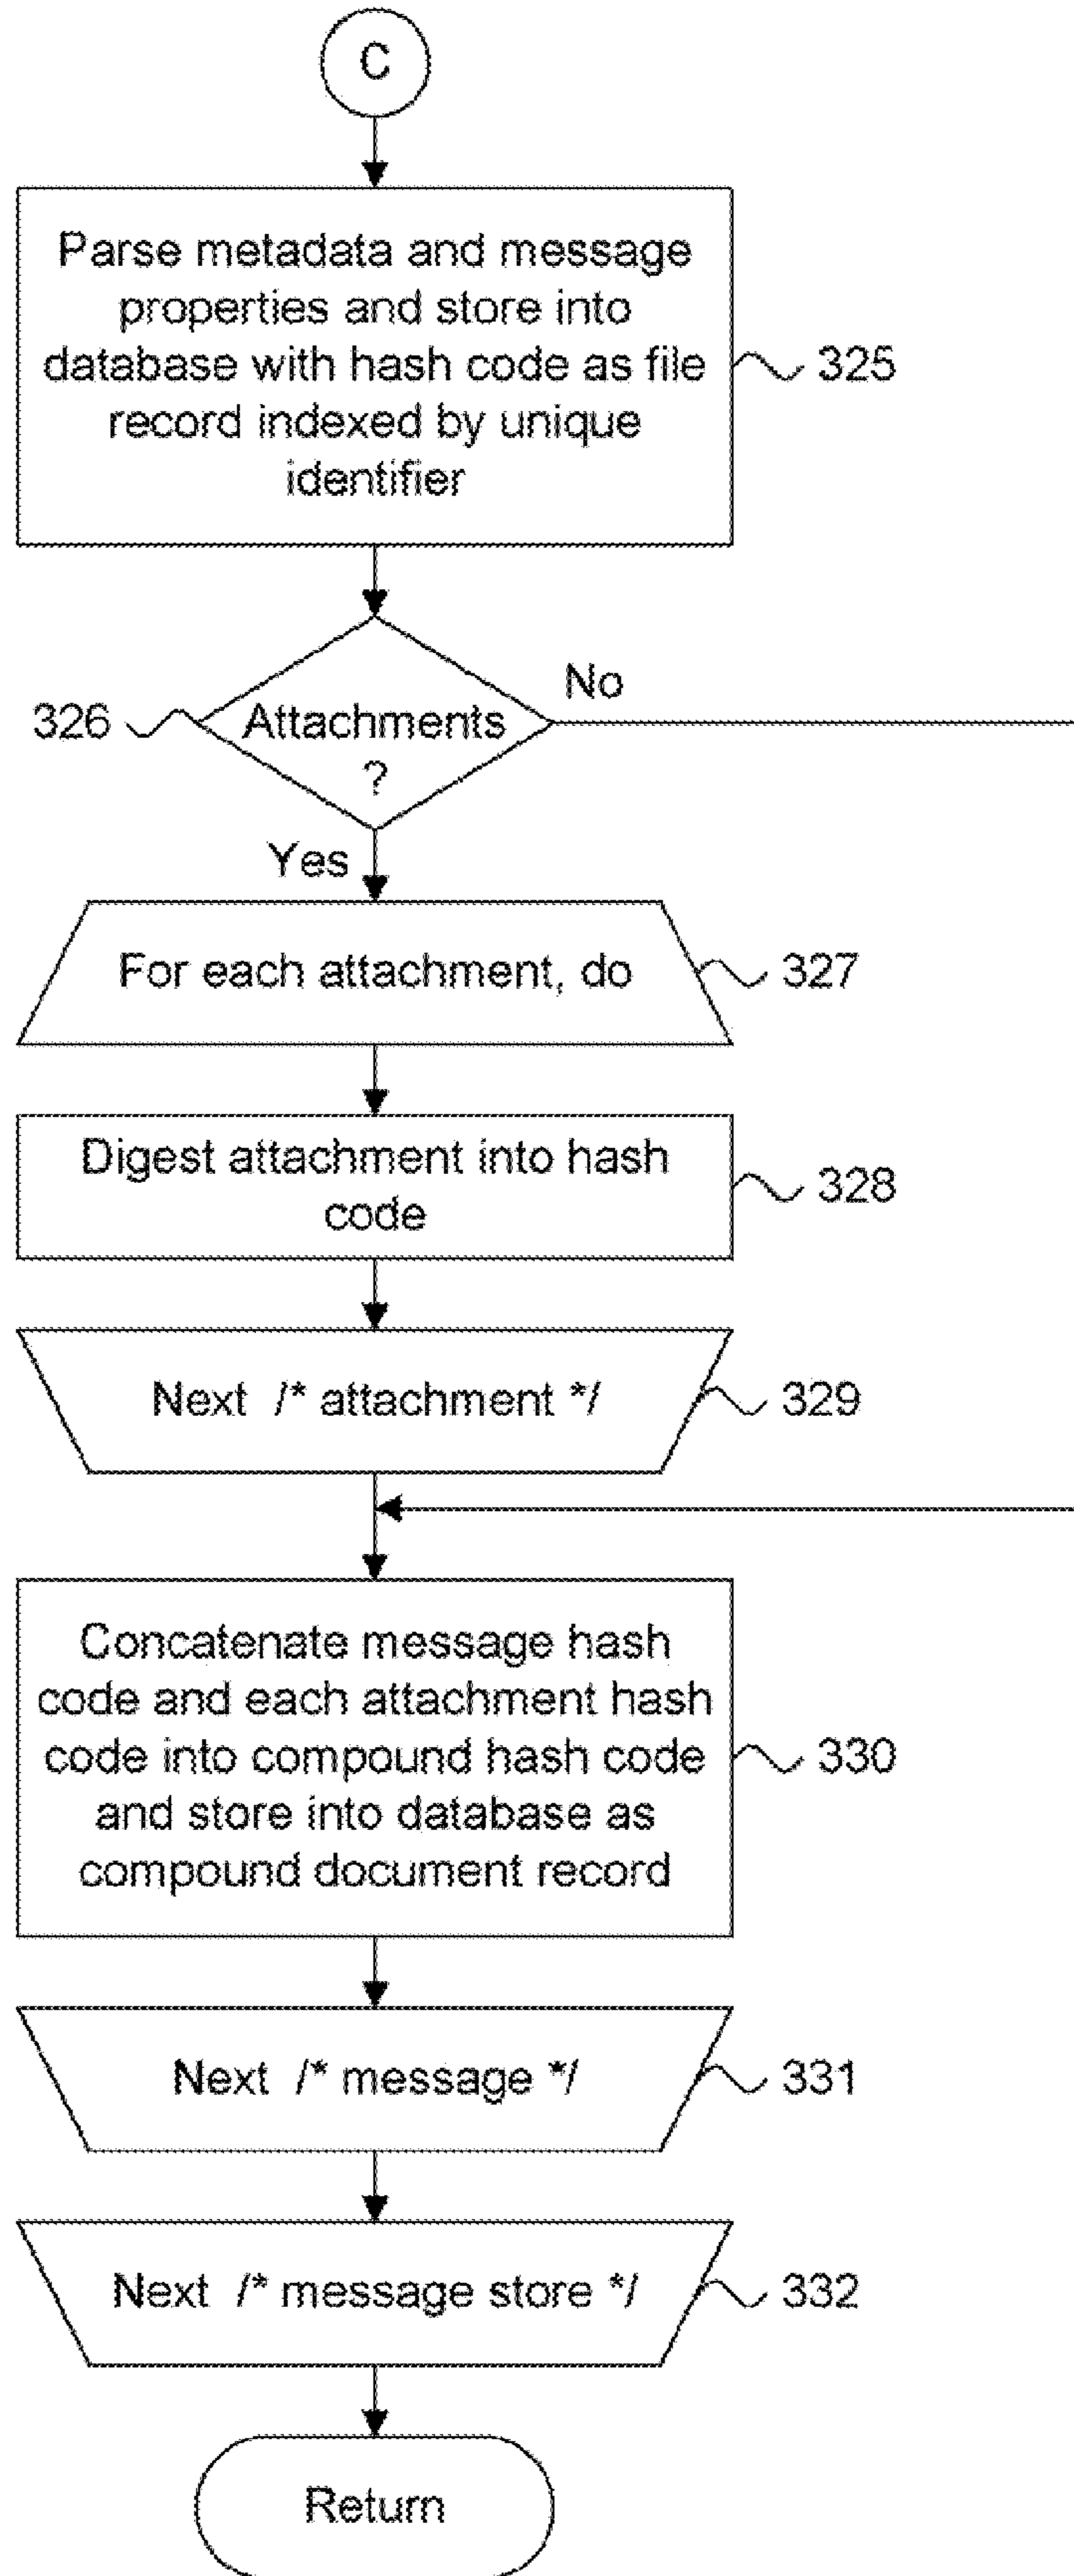 C
Parse metadata and message
properties and store into
database with hash code as file
record indexed by unique
identifier
325
No
326
Attachments
?
Yes
For each attachment, do
327
Digest attachment into hash
code
328
Next /* attachment */
329
Concatenate message hash
code and each attachment hash
code into compound hash code
and store into database as
compound document record
330
Next /* message */
331
Next /* message store */
332
Return